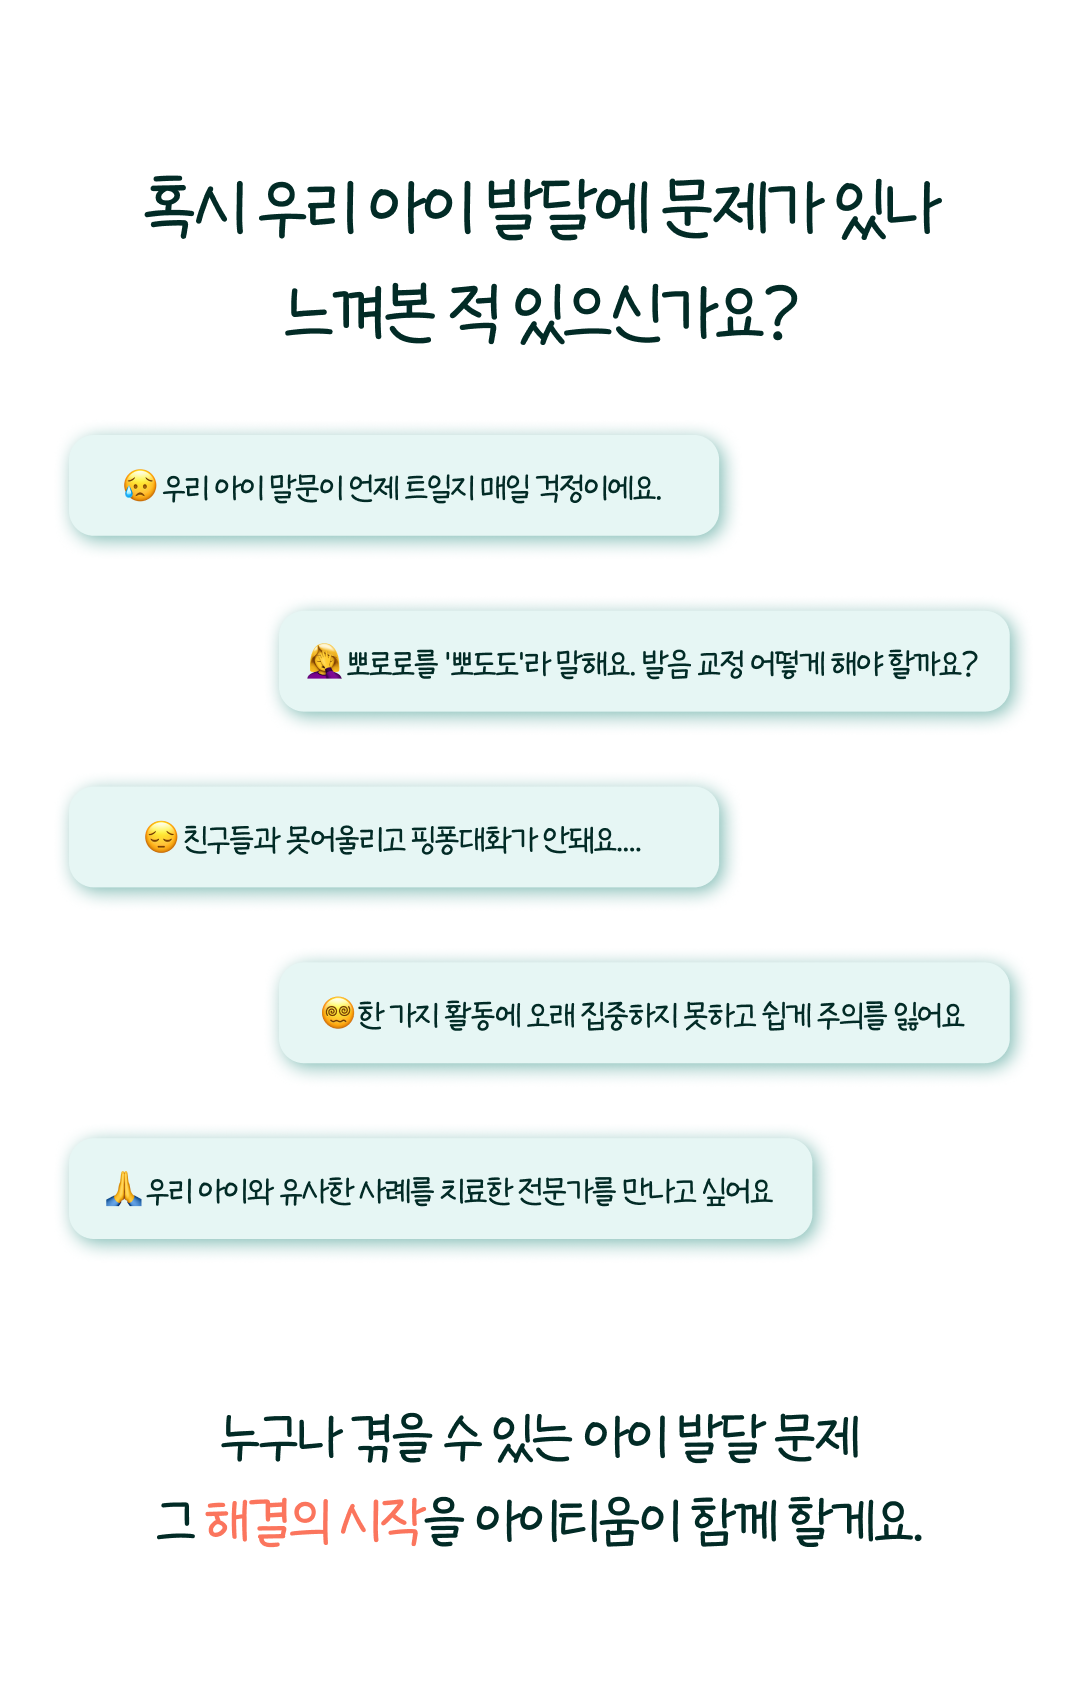 혹시 우리 아이 발달에 문제가 있나
느껴본 적 있으신가요?
😥 우리 아이 말문이 언제 트일지 매일 걱정이에요.
🤦‍♀️ 뽀로로를 '뽀도도'라 말해요. 발음 교정 어떻게 해야 할까요?
😔 친구들과 못어울리고 핑퐁대화가 안돼요....
😵‍💫 한 가지 활동에 오래 집중하지 못하고 쉽게 주의를 잃어요
🙏 우리 아이와 유사한 사례를 치료한 전문가를 만나고 싶어요
누구나 겪을 수 있는 아이 발달 문제
그 해결의 시작을 아이티움이 함께 할게요.